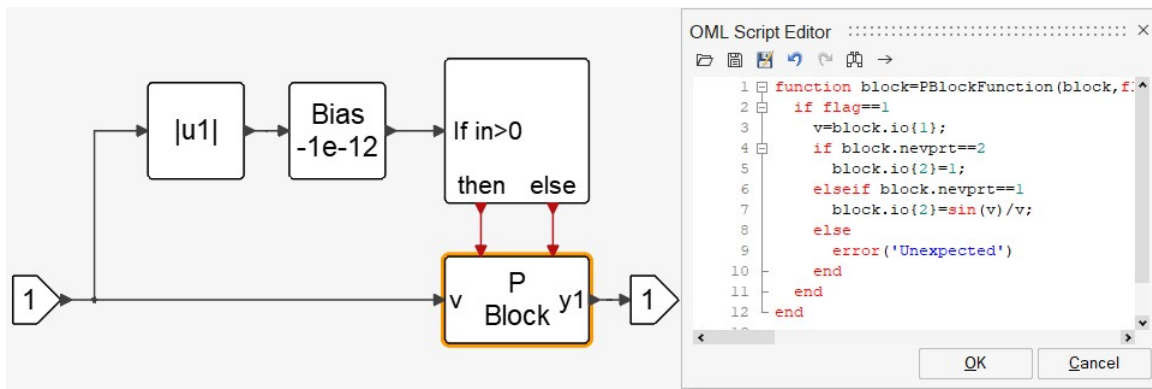 |u1|
Bias
-1e-12
If in>0
then else
1
v
P
Block
y1
1
OML Script Editor
1 function block=PBlockFunction(block,fl
2 if flag==1
3 v=block.io{1};
4 if block.nevprt==2
5 block.io{2}=1;
6 elseif block.nevprt==1
7 block.io{2}=sin(v)/v;
8 else
9 error('Unexpected')
10 end
11 end
12 end
OK Cancel